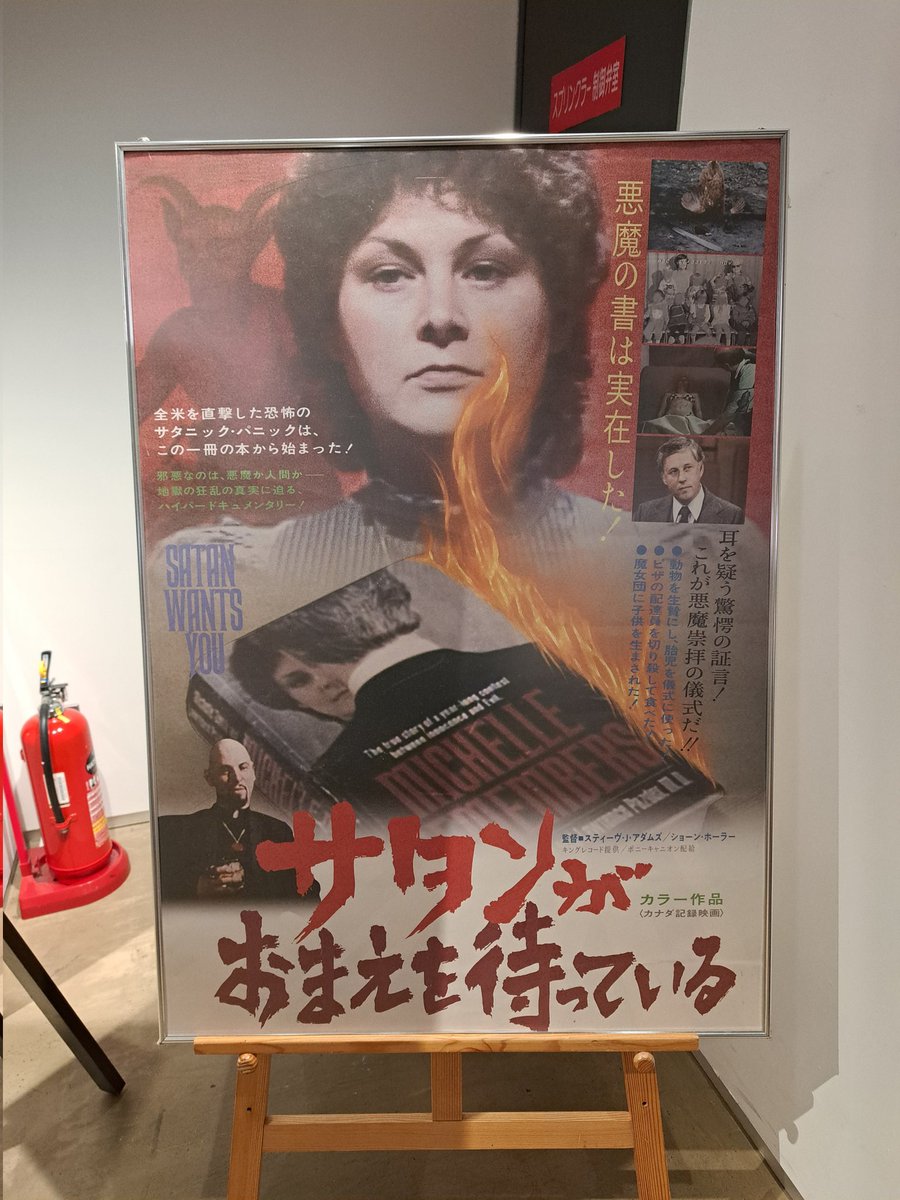 スプリンクラー制御弁室
悪魔の書は実在した！
全米を直撃した恐怖の
サタニック・パニックは、
この一冊の本から始まった！
邪悪なのは、悪魔か人間か──
地獄の狂乱の真実に迫る、
ハイパードキュメンタリー！
SATAN
WANTS
YOU
耳を疑う驚愕の証言！
これが悪魔崇拝の儀式だ!!
●動物を生贄にし、胎児を儀式に使った
●ピザの配達員を切り殺して食べた
●魔女団に子供を生まされた！
The true story of a year long contest
between innocence and Evil
MICHELLE
監督■スティーヴ・J・アダムズ／ショーン・ホーラー
キングレコード提供／ポニーキャニオン配給
サタンが
おまえを待っている
カラー作品
〈カナダ記録映画〉